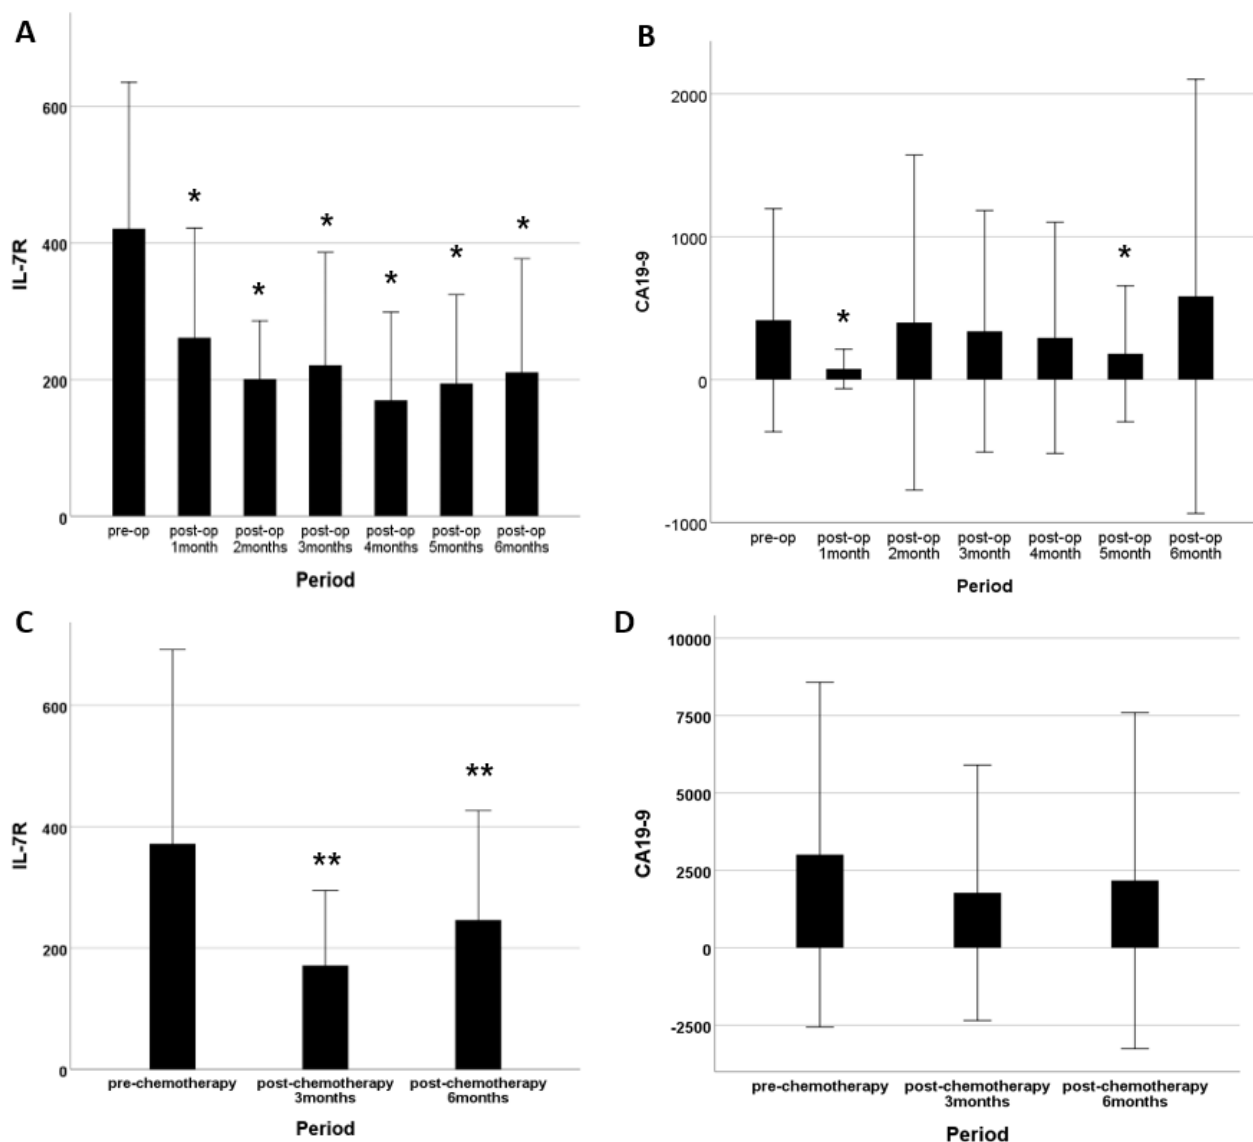 A
600
400
200
0
IL-7R
*
*
*
*
*
*
pre-op
post-op
1month
post-op
2months
post-op
3months
post-op
4months
post-op
5months
post-op
6months
Period
B
2000
1000
0
-1000
CA19-9
*
*
pre-op
post-op
1month
post-op
2month
post-op
3month
post-op
4month
post-op
5month
post-op
6month
Period
C
600
400
200
0
IL-7R
**
**
pre-chemotherapy
post-chemotherapy
3months
post-chemotherapy
6months
Period
D
10000
7500
5000
2500
0
-2500
CA19-9
pre-chemotherapy
post-chemotherapy
3months
post-chemotherapy
6months
Period